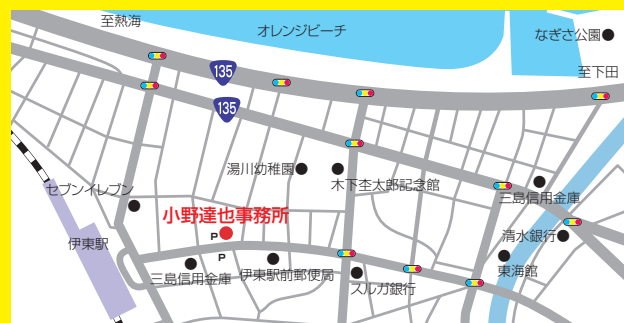 至熱海
オレンジビーチ
なぎさ公園
135
至下田
135
湯川幼稚園
木下杢太郎記念館
セブンイレブン
三島信用金庫
小野達也事務所
P
伊東駅
清水銀行
P
三島信用金庫
伊東駅前郵便局
東海館
スルガ銀行